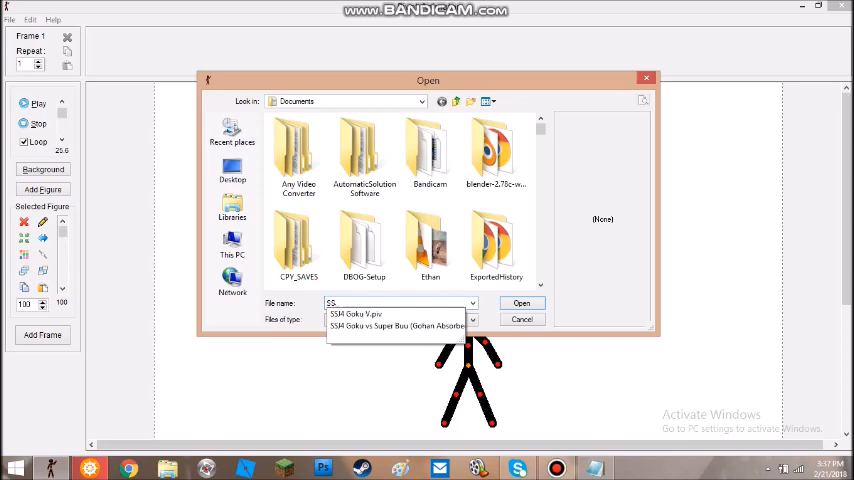 www.BANDICAM.com
File Edit Help
Frame 1
Repeat:
1
Play
Stop
Loop
25.6
Background
Add Figure
Selected Figure:
100 100
Add Frame
Open
Look in: Documents
Recent places
Desktop
Libraries
This PC
Network
Any Video Converter
AutomaticSolution Software
Bandicam
blender-2.78c-w...
CPY_SAVES
DBOG-Setup
Ethan
ExportedHistory
(None)
File name: SS
Open
SSJ4 Goku V.piv
SSJ4 Goku vs Super Buu (Gohan Absorbe
Files of type:
Cancel
Activate Windows
Go to PC settings to activate Windows.
Ps
3:37 PM
2/21/2018